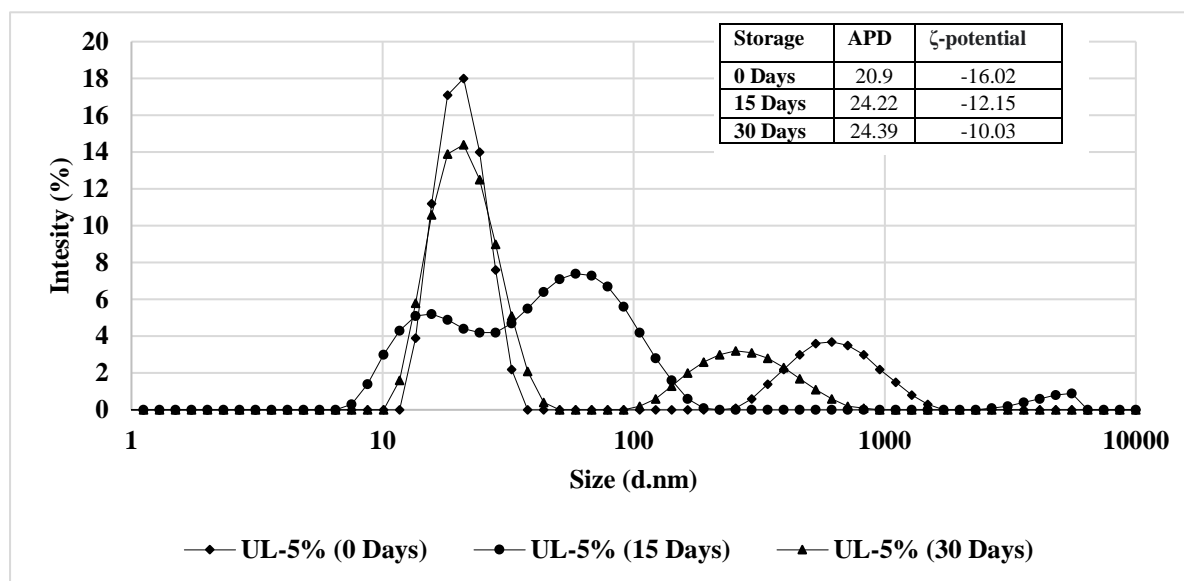 Storage APD ζ-potential
0 Days 20.9 -16.02
15 Days 24.22 -12.15
30 Days 24.39 -10.03
Intesity (%)
20
18
16
14
12
10
8
6
4
2
0
1 10 100 1000 10000
Size (d.nm)
UL-5% (0 Days) UL-5% (15 Days) UL-5% (30 Days)